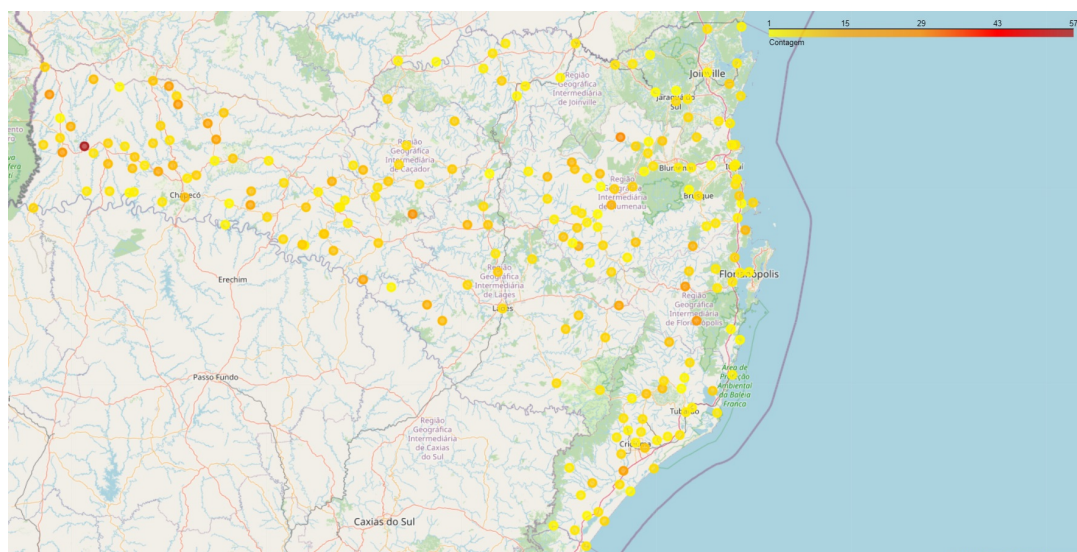 1 15 29 43 57
Contagem
Joinville
Região
Geográfica
Intermediária
de Joinville
Jaraguá do
Sul
Região
Geográfica
Intermediária
de Caçador
Blumenau
Itajaí
Região
Geográfica
Intermediária
de Blumenau
Brusque
Chapecó
Erechim
Região
Geográfica
Intermediária
de Lages
Lages
Florianópolis
Região
Geográfica
Intermediária
de Florianópolis
Passo Fundo
Área de
Proteção
Ambiental
da Baleia
Franca
Tubarão
Região
Geográfica
Intermediária
de Caxias
do Sul
Criciúma
Caxias do Sul